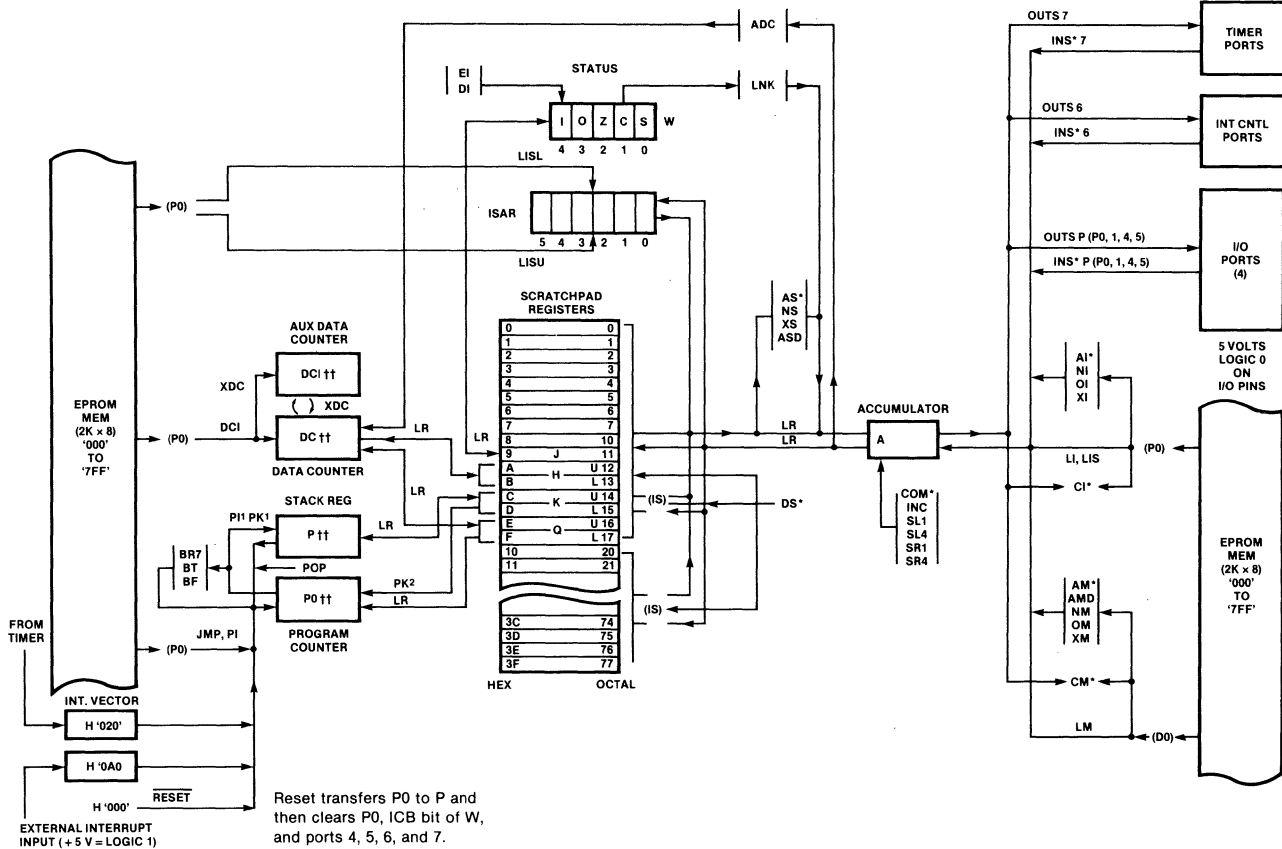 ADC
OUTS 7
INS* 7
TIMER
PORTS
EI
DI
STATUS
LNK
I O Z C S W
4 3 2 1 0
OUTS 6
INS* 6
INT CNTL
PORTS
LISL
(P0)
ISAR
5 4 3 2 1 0
LISU
OUTS P (P0, 1, 4, 5)
INS* P (P0, 1, 4, 5)
I/O
PORTS
(4)
5 VOLTS
LOGIC 0
ON
I/O PINS
SCRATCHPAD
REGISTERS
0 0
1 1
2 2
3 3
4 4
5 5
6 6
7 7
8 10
9 J 11
A U 12
H
B L 13
C U 14
K
D L 15
E U 16
Q
F L 17
10 20
11 21
3C 74
3D 75
3E 76
3F 77
HEX OCTAL
AS*
NS
XS
ASD
AI*
NI
OI
XI
AUX DATA
COUNTER
DCI ††
XDC
( ) XDC
EPROM
MEM
(2K × 8)
'000'
TO
'7FF'
(P0) DCI
DC ††
DATA COUNTER
LR
LR
LR
LR
LR
ACCUMULATOR
A
LI, LIS
(P0)
CI*
COM*
INC
SL1
SL4
SR1
SR4
(IS)
DS*
(IS)
STACK REG
PI¹ PK¹
P ††
LR
BR7
BT
BF
POP
P0 ††
PK²
LR
PROGRAM
COUNTER
EPROM
MEM
(2K × 8)
'000'
TO
'7FF'
AM*
AMD
NM
OM
XM
CM*
LM
(D0)
FROM
TIMER
(P0)
JMP, PI
INT. VECTOR
H '020'
H '0A0
H '000'
RESET
EXTERNAL INTERRUPT
INPUT (+5 V = LOGIC 1)
Reset transfers P0 to P and
then clears P0, ICB bit of W,
and ports 4, 5, 6, and 7.